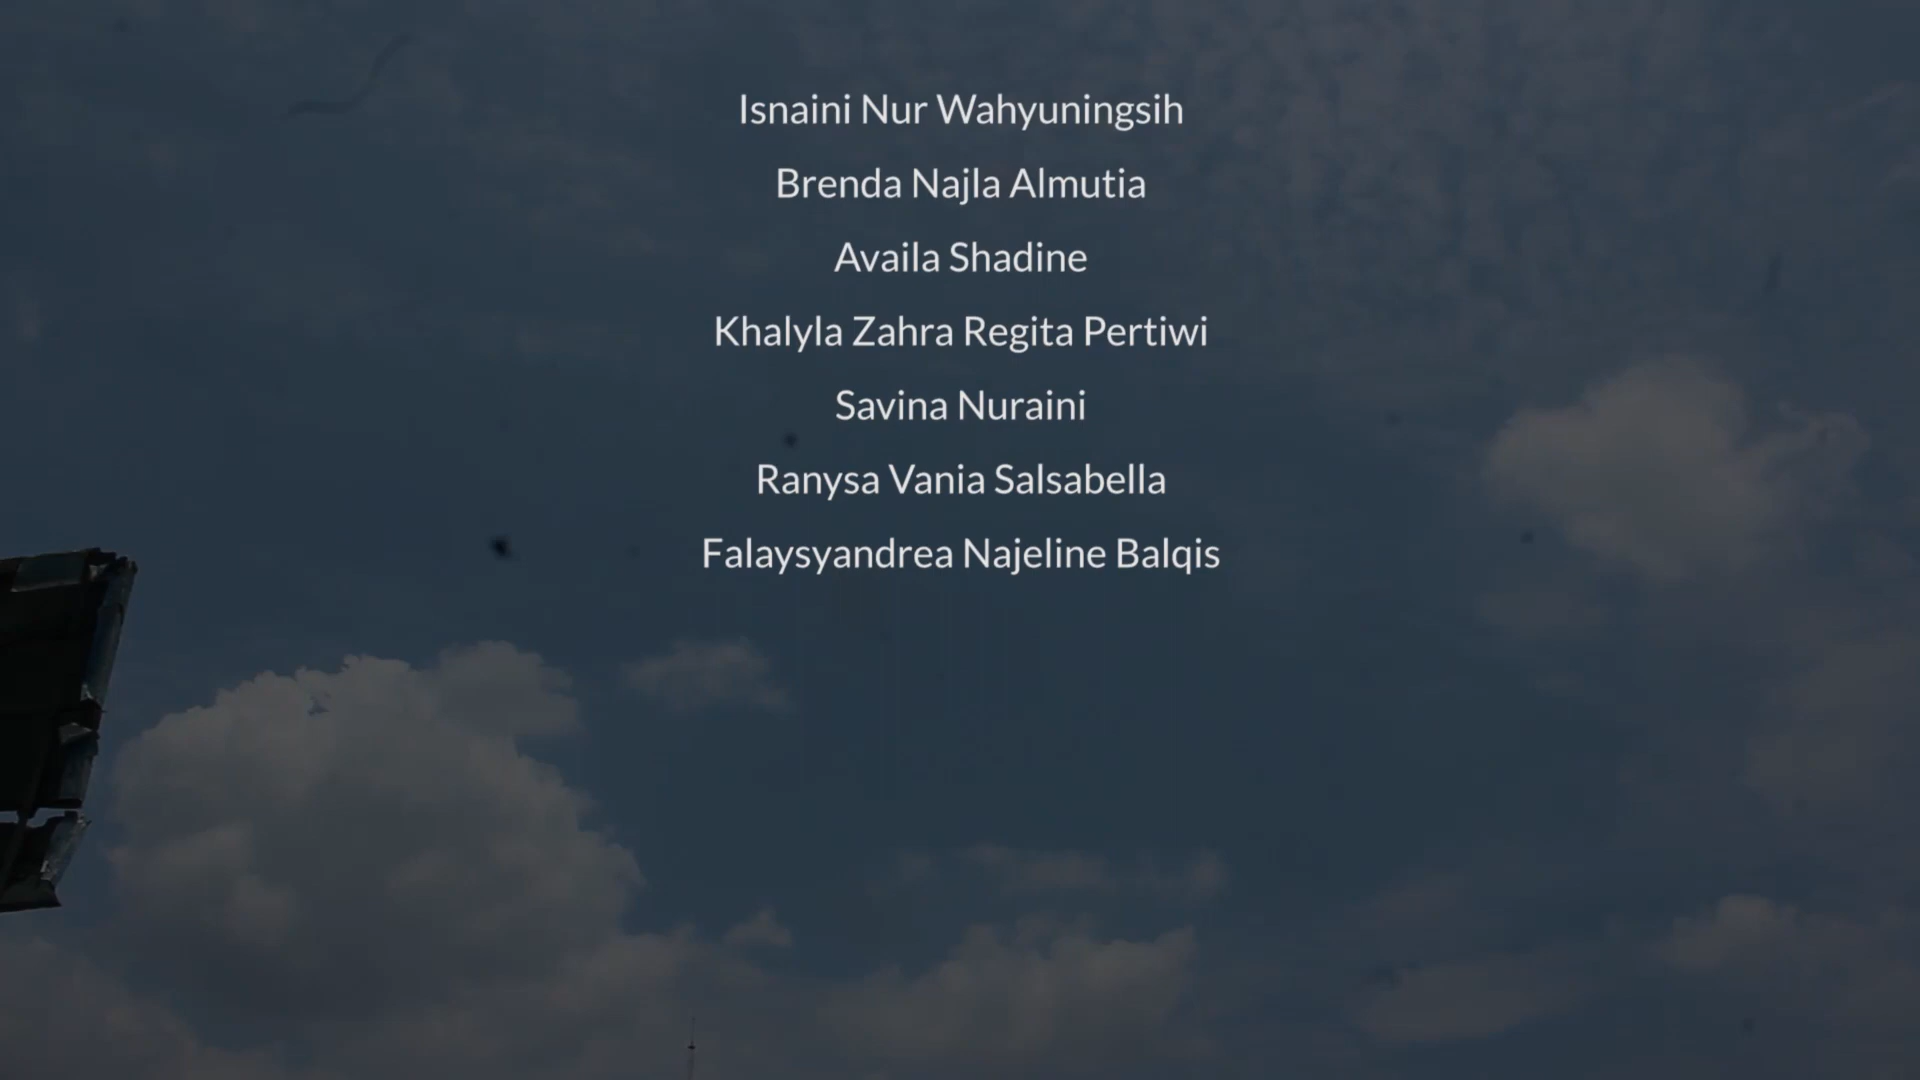 Isnaini Nur Wahyuningsih
Brenda Najla Almutia
Availa Shadine
Khalyla Zahra Regita Pertiwi
Savina Nuraini
Ranysa Vania Salsabella
Falaysyandrea Najeline Balqis